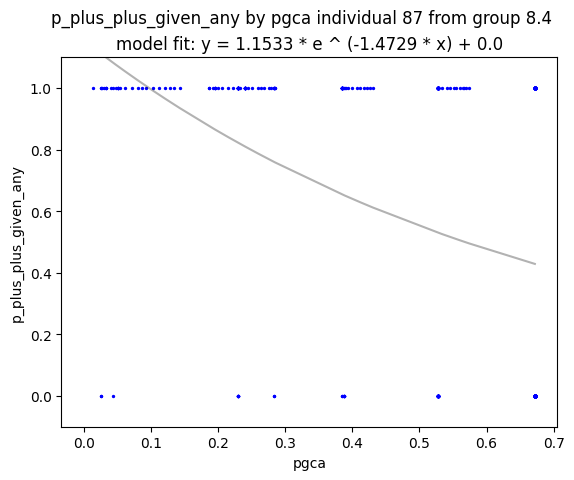 p_plus_plus_given_any by pgca individual 87 from group 8.4
model fit: y = 1.1533 * e ^ (-1.4729 * x) + 0.0
1.0
0.8
0.6
0.4
0.2
0.0
p_plus_plus_given_any
0.0 0.1 0.2 0.3 0.4 0.5 0.6 0.7
pgca